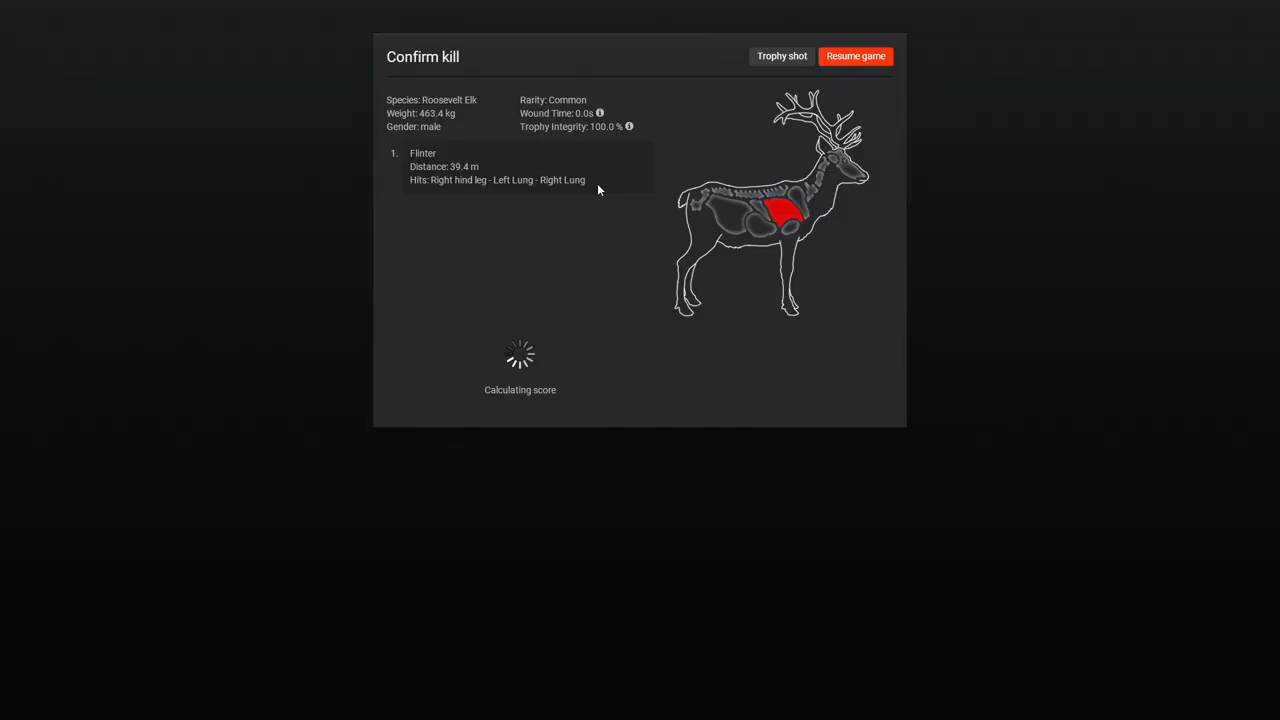 Confirm kill
Trophy shot
Resume game
Species: Roosevelt Elk
Weight: 463.4 kg
Gender: male
Rarity: Common
Wound Time: 0.0s
Trophy Integrity: 100.0 %
1. Flinter
Distance: 39.4 m
Hits: Right hind leg - Left Lung - Right Lung
Calculating score